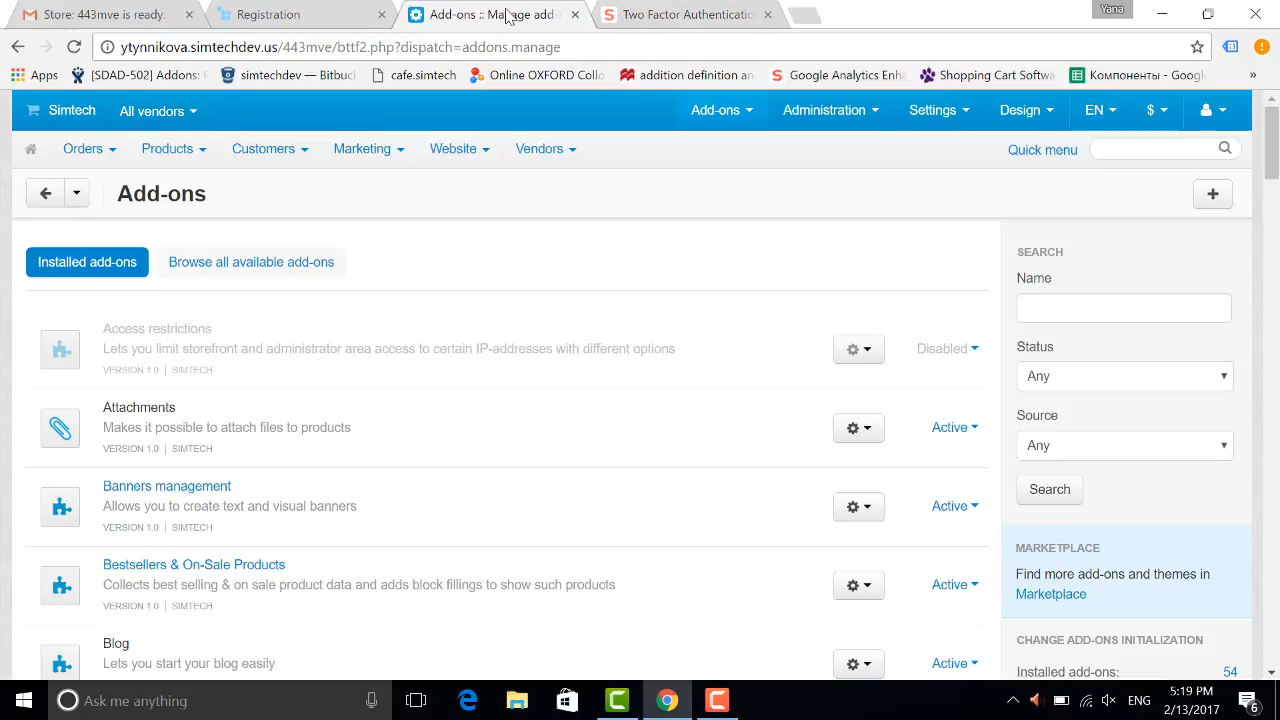 Store: 443mve is ready.
Registration
Add-ons :: Manage add
Two Factor Authenticatio
Yana
ytynnikova.simtechdev.us/443mve/bttf2.php?dispatch=addons.manage
Apps
[SDAD-502] Addons:
simtechdev — Bitbuc
cafe.simtech
Online OXFORD Collo
addition definition an
Google Analytics Enh
Shopping Cart Softwa
Компоненты - Googl
»
Simtech
All vendors
Add-ons
Administration
Settings
Design
EN
$
Orders
Products
Customers
Marketing
Website
Vendors
Quick menu
Add-ons
+
Installed add-ons
Browse all available add-ons
Access restrictions
Lets you limit storefront and administrator area access to certain IP-addresses with different options
VERSION 1.0 | SIMTECH
Disabled
Attachments
Makes it possible to attach files to products
VERSION 1.0 | SIMTECH
Active
Banners management
Allows you to create text and visual banners
VERSION 1.0 | SIMTECH
Active
Bestsellers & On-Sale Products
Collects best selling & on sale product data and adds block fillings to show such products
VERSION 1.0 | SIMTECH
Active
Blog
Lets you start your blog easily
Active
SEARCH
Name
Status
Any
Source
Any
Search
MARKETPLACE
Find more add-ons and themes in
Marketplace
CHANGE ADD-ONS INITIALIZATION
Installed add-ons: 54
Ask me anything
ENG
5:19 PM
2/13/2017
6